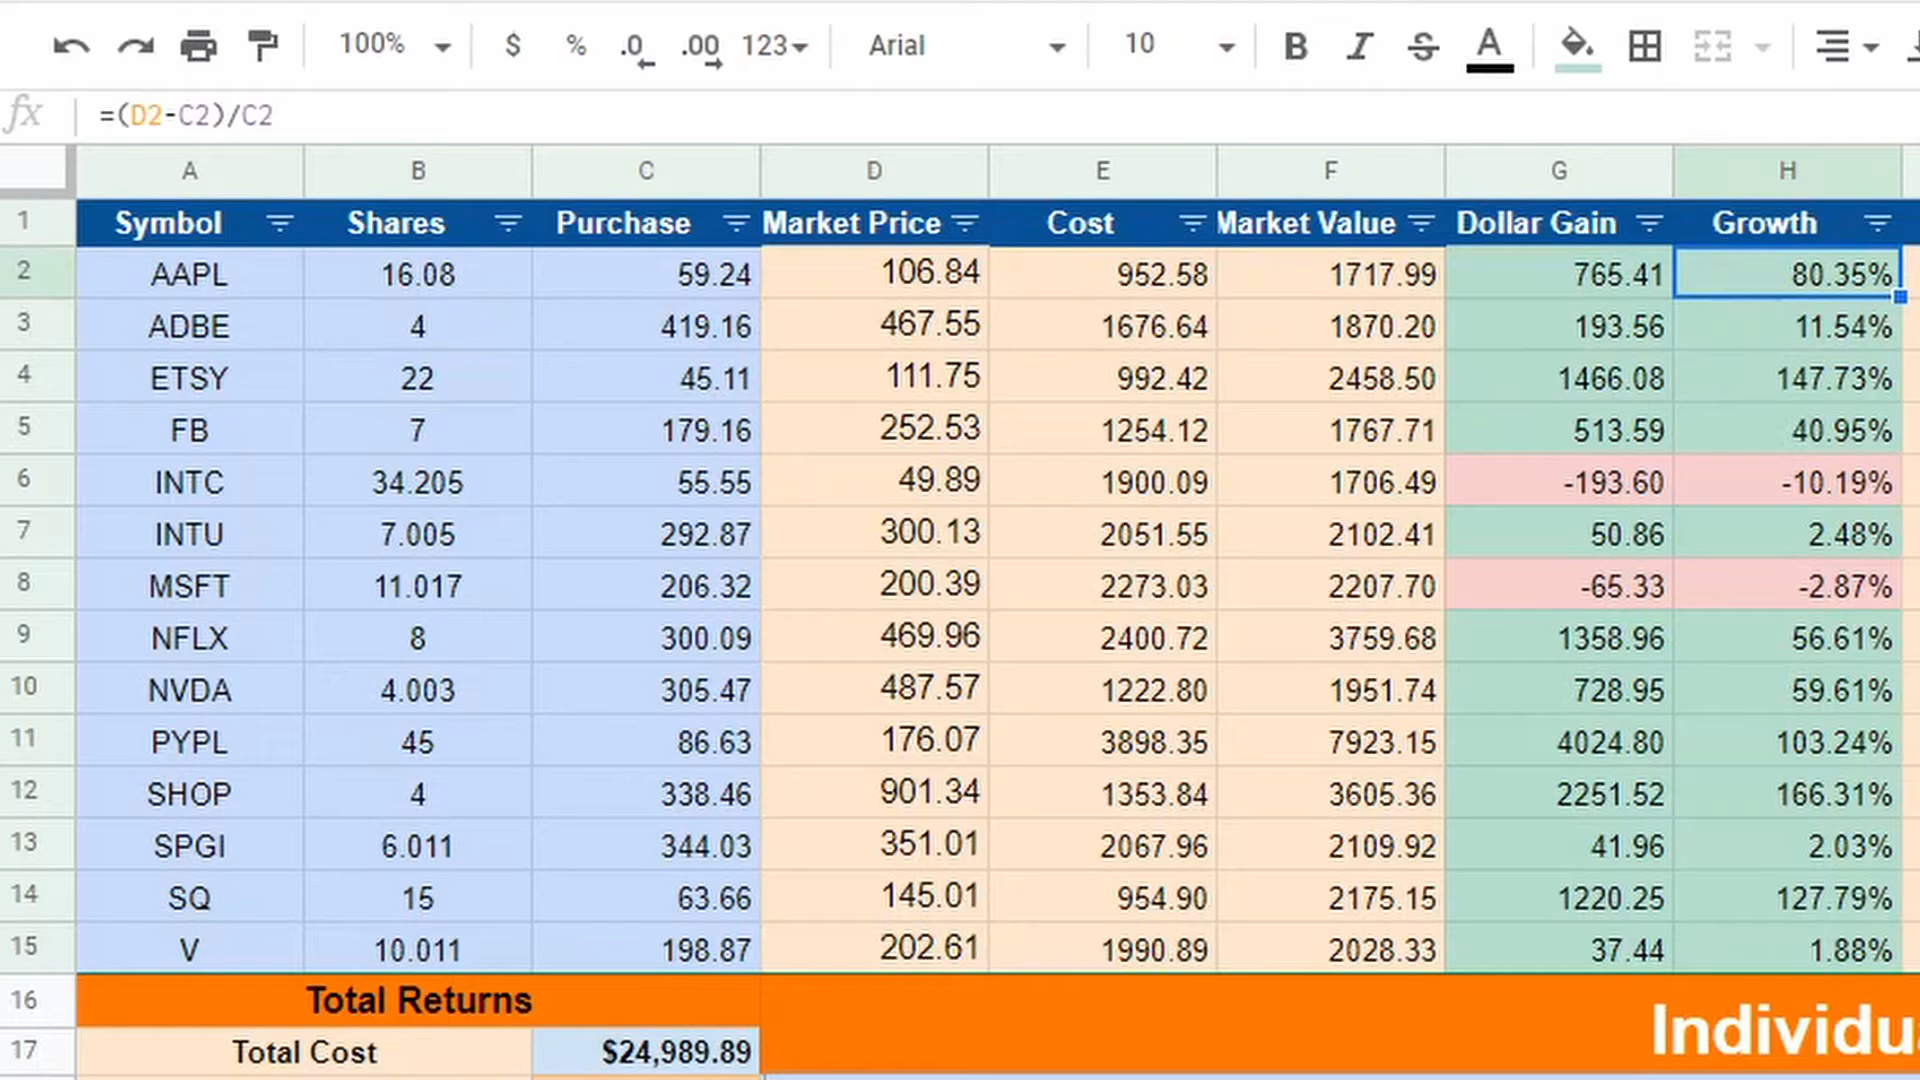 100% $ % .0 .00 123 Arial 10 B I S A
fx =(D2-C2)/C2
A B C D E F G H
1 Symbol Shares Purchase Market Price Cost Market Value Dollar Gain Growth
2 AAPL 16.08 59.24 106.84 952.58 1717.99 765.41 80.35%
3 ADBE 4 419.16 467.55 1676.64 1870.20 193.56 11.54%
4 ETSY 22 45.11 111.75 992.42 2458.50 1466.08 147.73%
5 FB 7 179.16 252.53 1254.12 1767.71 513.59 40.95%
6 INTC 34.205 55.55 49.89 1900.09 1706.49 -193.60 -10.19%
7 INTU 7.005 292.87 300.13 2051.55 2102.41 50.86 2.48%
8 MSFT 11.017 206.32 200.39 2273.03 2207.70 -65.33 -2.87%
9 NFLX 8 300.09 469.96 2400.72 3759.68 1358.96 56.61%
10 NVDA 4.003 305.47 487.57 1222.80 1951.74 728.95 59.61%
11 PYPL 45 86.63 176.07 3898.35 7923.15 4024.80 103.24%
12 SHOP 4 338.46 901.34 1353.84 3605.36 2251.52 166.31%
13 SPGI 6.011 344.03 351.01 2067.96 2109.92 41.96 2.03%
14 SQ 15 63.66 145.01 954.90 2175.15 1220.25 127.79%
15 V 10.011 198.87 202.61 1990.89 2028.33 37.44 1.88%
16 Total Returns
Individu
17 Total Cost $24,989.89